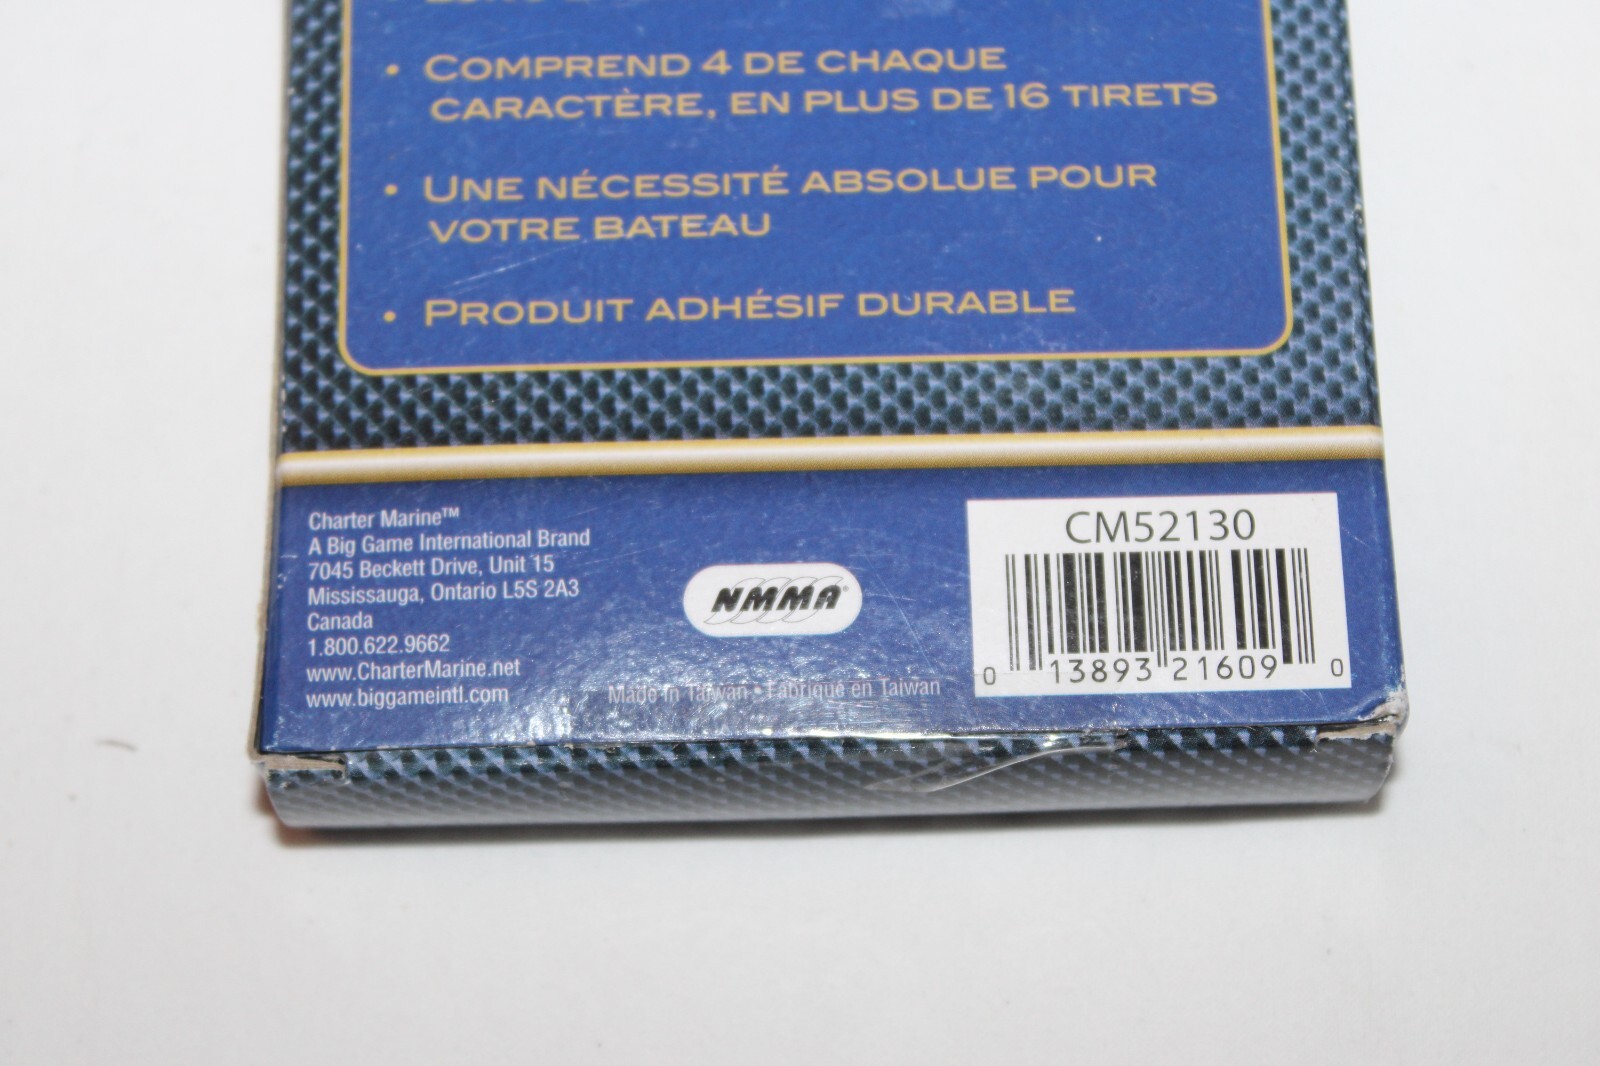 • COMPREND 4 DE CHAQUE
CARACTÈRE, EN PLUS DE 16 TIRETS
• UNE NÉCESSITÉ ABSOLUE POUR
VOTRE BATEAU
• PRODUIT ADHÉSIF DURABLE
Charter Marine™
A Big Game International Brand
7045 Beckett Drive, Unit 15
Mississauga, Ontario L5S 2A3
Canada
1.800.622.9662
www.CharterMarine.net
www.biggameintl.com
NMMA®
Made in Taiwan • Fabriqué en Taiwan
CM52130
0 13893 21609 0